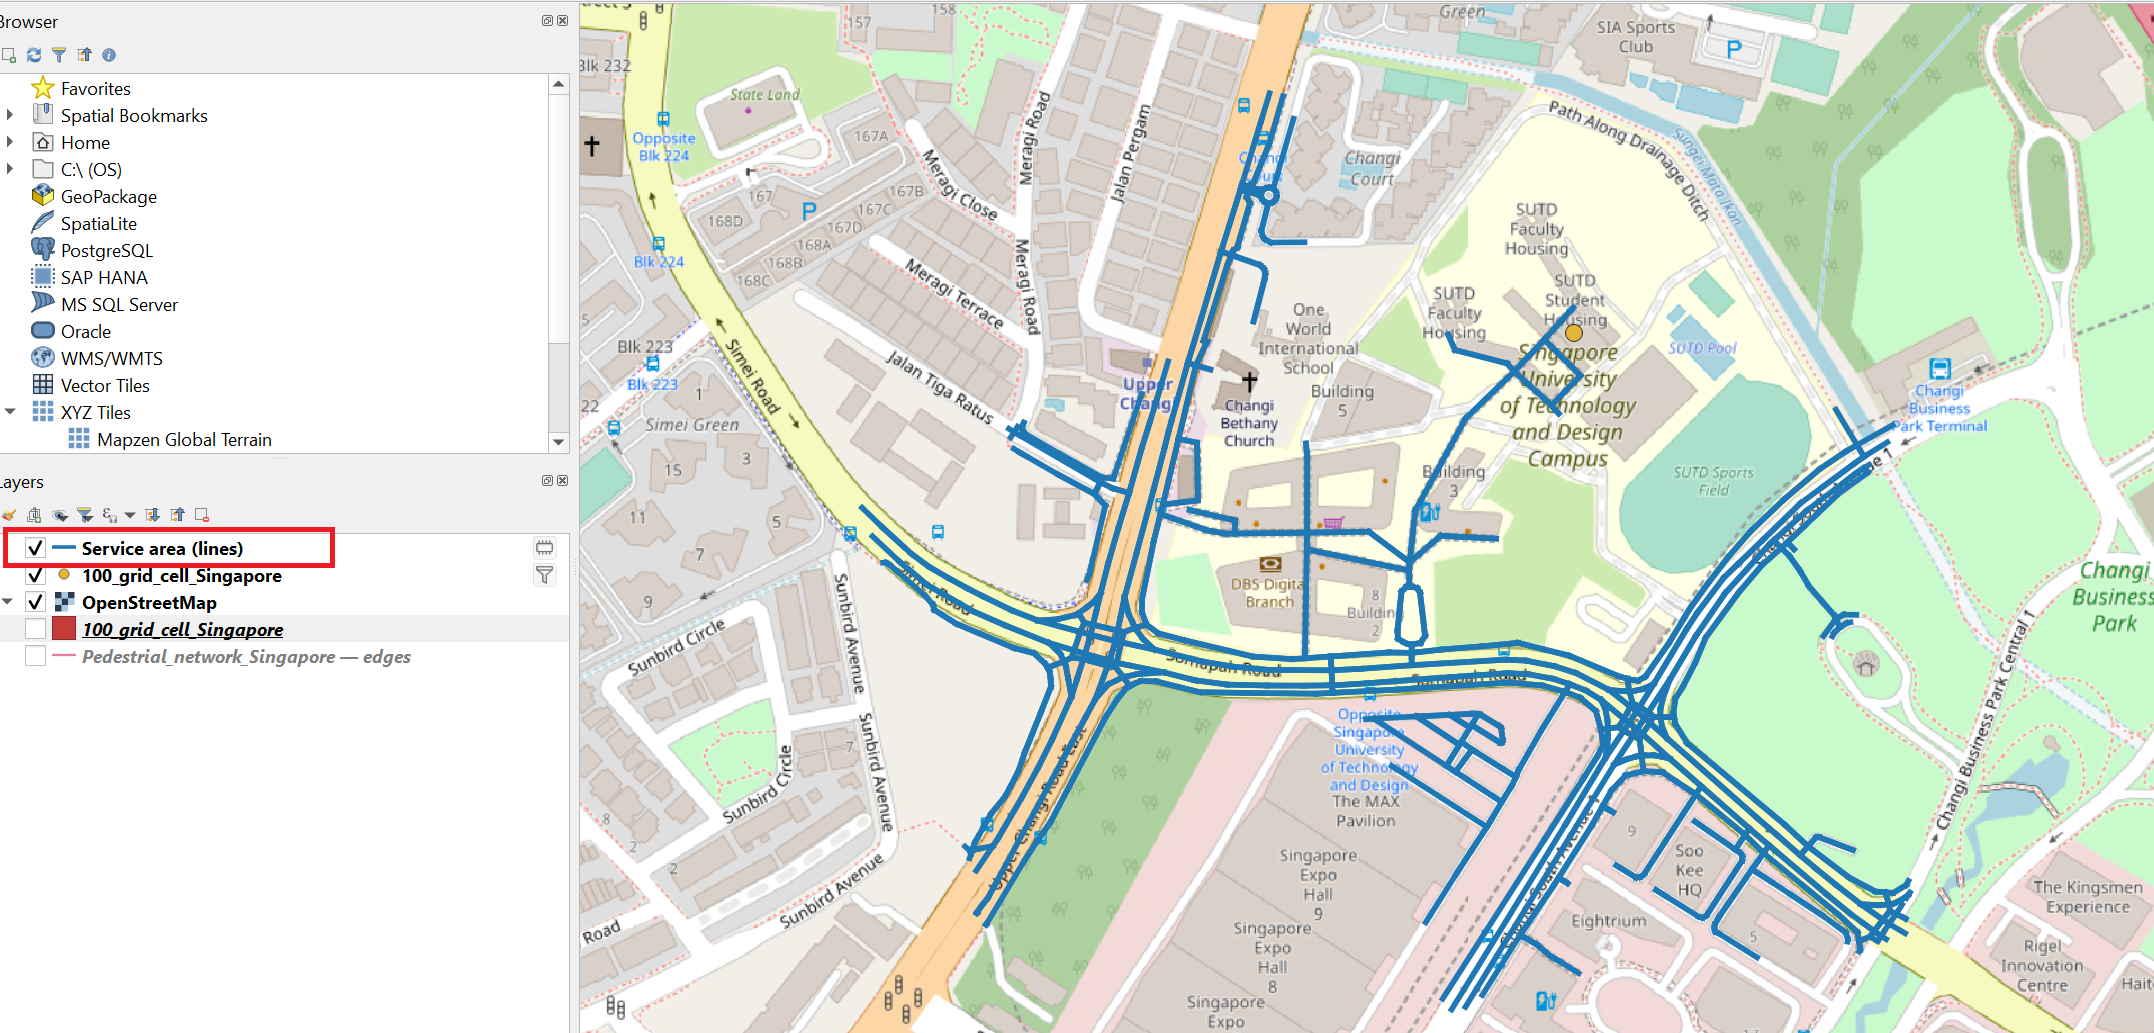 Browser
Favorites
Spatial Bookmarks
Home
C:\ (OS)
GeoPackage
SpatiaLite
PostgreSQL
SAP HANA
MS SQL Server
Oracle
WMS/WMTS
Vector Tiles
XYZ Tiles
Mapzen Global Terrain
Layers
Service area (lines)
100_grid_cell_Singapore
OpenStreetMap
100_grid_cell_Singapore
Pedestrial_network_Singapore — edges
Blk 232
157
158
Green
SIA Sports
Club
P
State Land
Opposite
Blk 224
167A
167
167B
167C
167D
168D
168A
168B
168C
P
Blk 224
Meragi Close
Meragi Road
Meragi Road
Jalan Pergam
Meragi Terrace
Jalan Tiga Ratus
Changi
Court
Path Along Drainage Ditch
Sungei Mata Ikan
SUTD
Faculty
Housing
SUTD
Student
Housing
SUTD
Faculty
Housing
One
World
International
School
Singapore
University
of Technology
and Design
Campus
SUTD Pool
Building
5
Changi
Bethany
Church
Upper
Changi
Blk 223
Blk 223
22
5
1
Simei Green
15
3
11
5
7
9
Simei Road
Simei Road
Building
3
SUTD Sports
Field
Changi
Business
Park Terminal
DBS Digital
Branch
8
Building
2
Changi
Business
Park
Changi Business Park Central 1
Sunbird Circle
Sunbird Avenue
Sunbird Avenue
Sunbird Circle
Sunbird Avenue
7
8
2
2
Road
Somapah Road
Somapah Road
Opposite
Singapore
University
of Technology
and Design
The MAX
Pavilion
Upper Changi Road East
Singapore
Expo
Hall
9
Singapore
Expo
Hall
8
Singapore
Expo
9
Soo
Kee
HQ
Eightrium
5
The Kingsmen
Experience
Rigel
Innovation
Centre